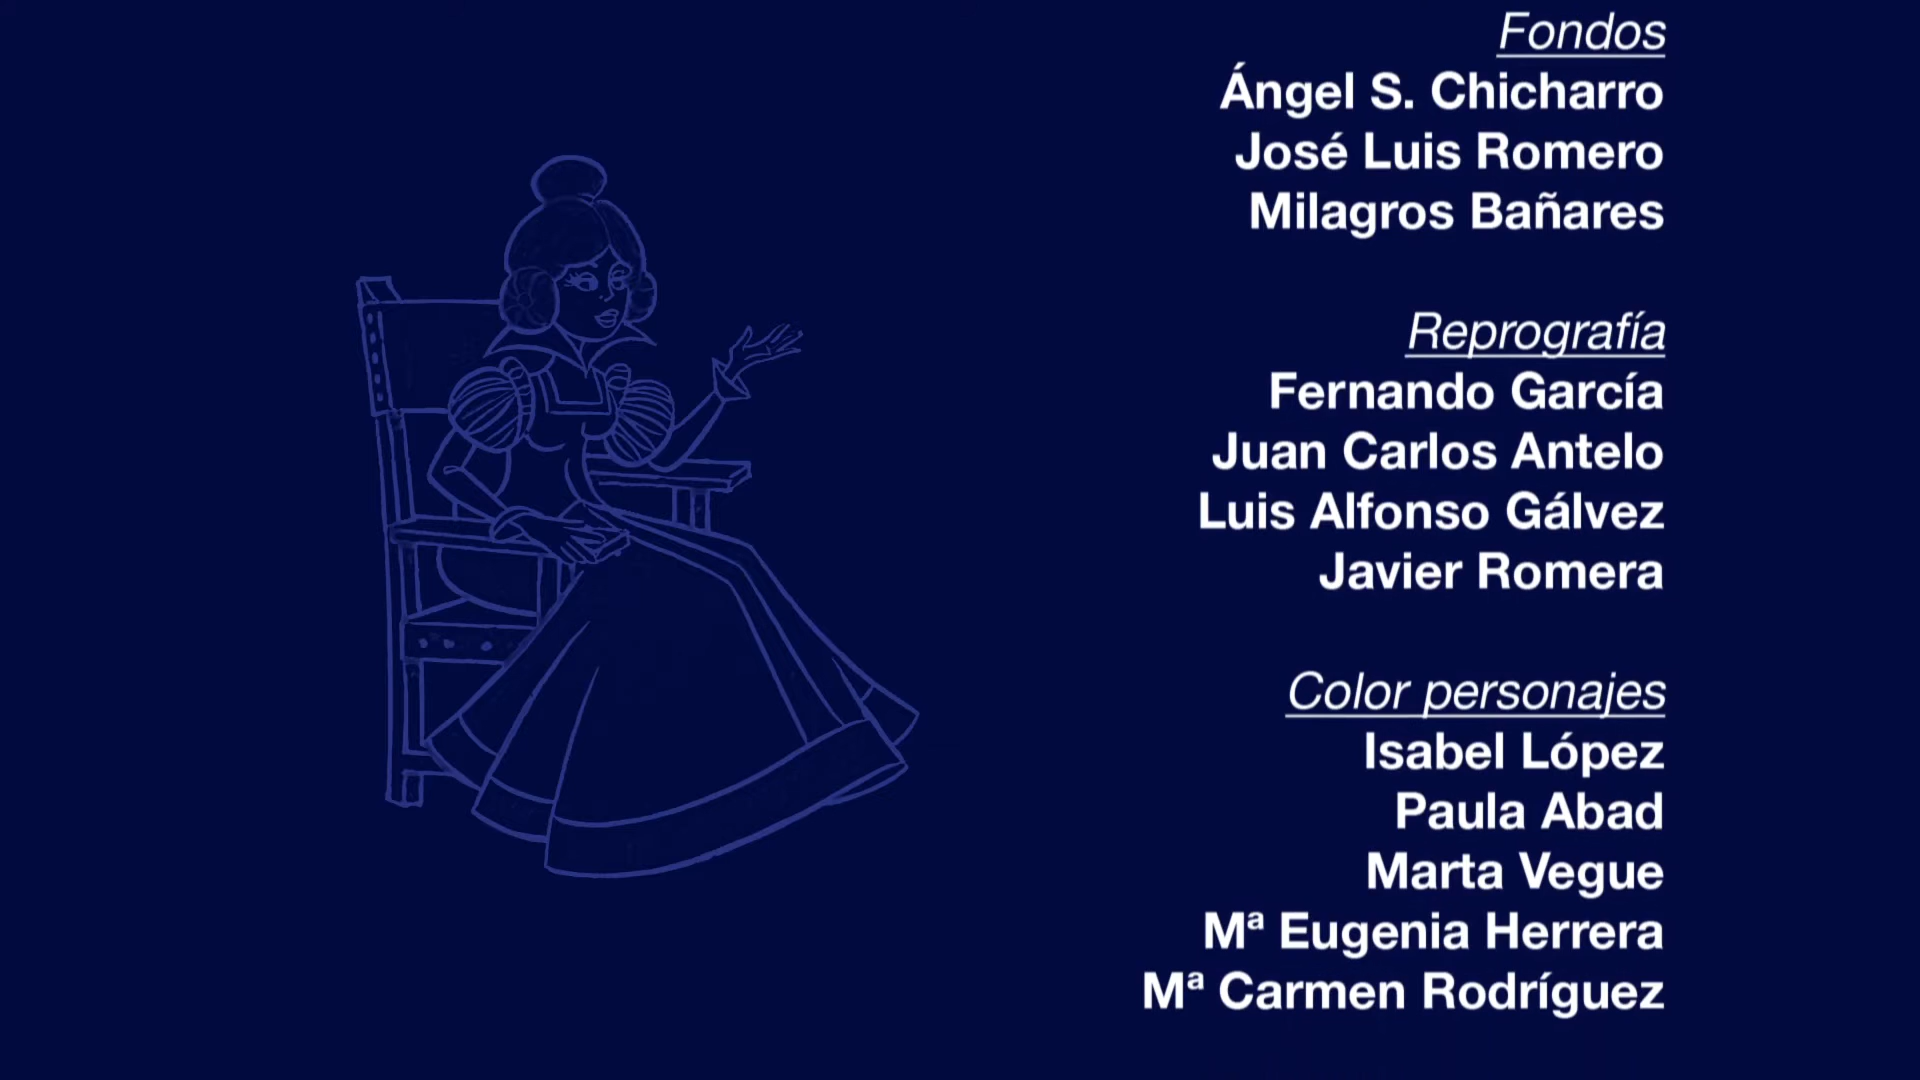 Fondos
Ángel S. Chicharro
José Luis Romero
Milagros Bañares
Reprografía
Fernando García
Juan Carlos Antelo
Luis Alfonso Gálvez
Javier Romera
Color personajes
Isabel López
Paula Abad
Marta Vegue
Mª Eugenia Herrera
Mª Carmen Rodríguez